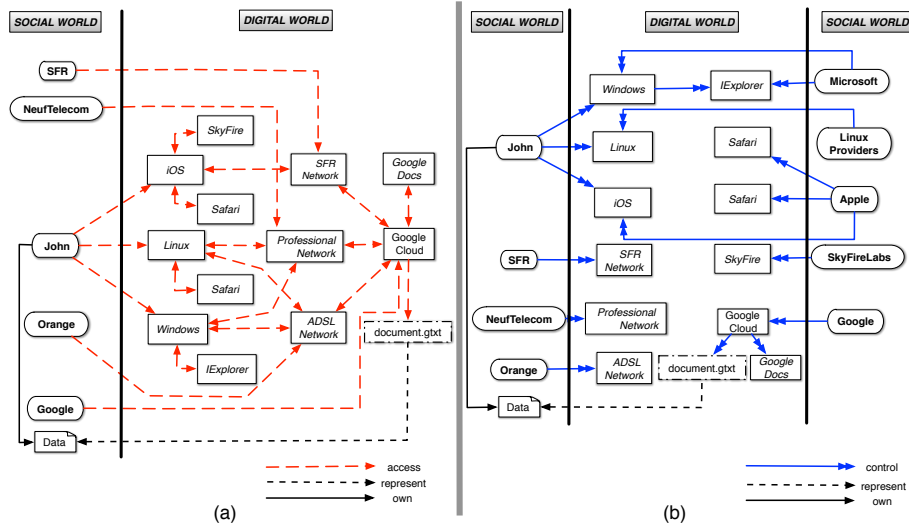 SOCIAL WORLD
DIGITAL WORLD
SFR
NeufTelecom
SkyFire
iOS
SFR
Network
Google
Docs
Safari
John
Linux
Professional
Network
Google
Cloud
Safari
Orange
Windows
ADSL
Network
document.gtxt
IExplorer
Google
Data
access
represent
own
(a)
SOCIAL WORLD
DIGITAL WORLD
SOCIAL WORLD
Windows
IExplorer
Microsoft
John
Linux
Safari
Linux
Providers
iOS
Safari
Apple
SFR
SFR
Network
SkyFire
SkyFireLabs
NeufTelecom
Professional
Network
Google
Cloud
Google
Orange
ADSL
Network
document.gtxt
Google
Docs
Data
control
represent
own
(b)